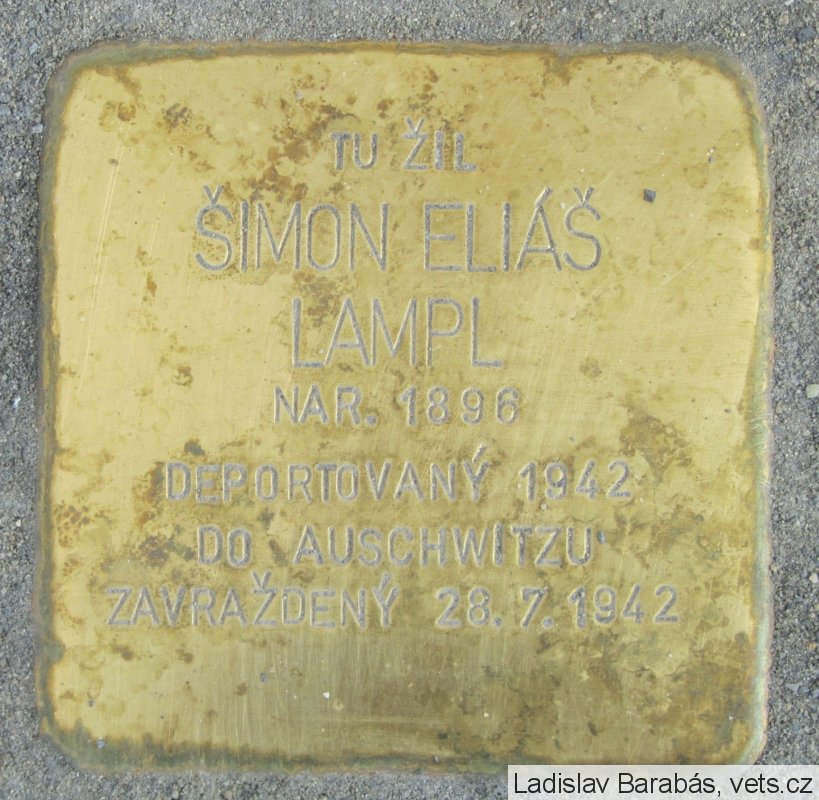 TU ŽIL
ŠIMON ELIÁŠ
LAMPL
NAR. 1896
DEPORTOVANÝ 1942
DO AUSCHWITZU
ZAVRAŽDENÝ 28.7.1942
Ladislav Barabás, vets.cz